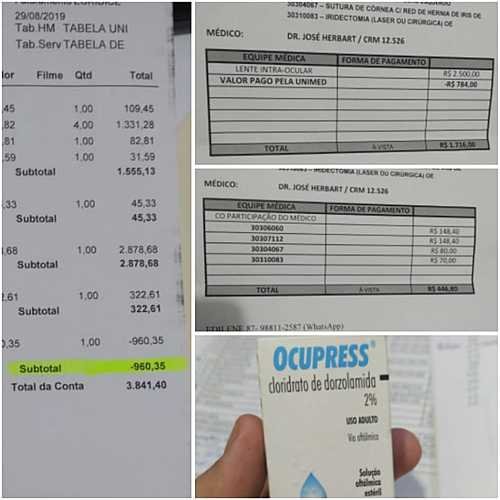 29/08/2019
Tab.HM TABELA UNI
Tab.Serv TABELA DE
Filme Qtd Total
,45 1,00 109,45
,82 4,00 1.331,28
,81 1,00 82,81
,59 1,00 31,59
Subtotal 1.555,13
,33 1,00 45,33
Subtotal 45,33
,68 1,00 2.878,68
Subtotal 2.878,68
2,61 1,00 322,61
Subtotal 322,61
0,35 1,00 -960,35
Subtotal -960,35
Total da Conta 3.841,40
30304067 – SUTURA DE CÓRNEA C/ RED DE HERNIA DE IRIS DE
30310083 – IRIDECTOMIA (LASER OU CIRÚRGICA) OE
MÉDICO: DR. JOSÉ HERBART / CRM 12.526
EQUIPE MÉDICA FORMA DE PAGAMENTO
LENTE INTRA-OCULAR R$ 2.500,00
VALOR PAGO PELA UNIMED -R$ 784,00
TOTAL À VISTA R$ 1.716,00
– IRIDECTOMIA (LASER OU CIRÚRGICA) OE
MÉDICO: DR. JOSÉ HERBART / CRM 12.526
EQUIPE MÉDICA FORMA DE PAGAMENTO
CO PARTICIPAÇÃO DO MÉDICO
30306060 R$ 148,40
30307112 R$ 148,40
30304067 R$ 80,00
30310083 R$ 70,00
TOTAL À VISTA R$ 446,80
EDILENE 87- 98811-2587 (WhatsApp)
OCUPRESS®
cloridrato de dorzolamida
2%
USO ADULTO
Via oftálmica
Solução
oftálmica
estéril